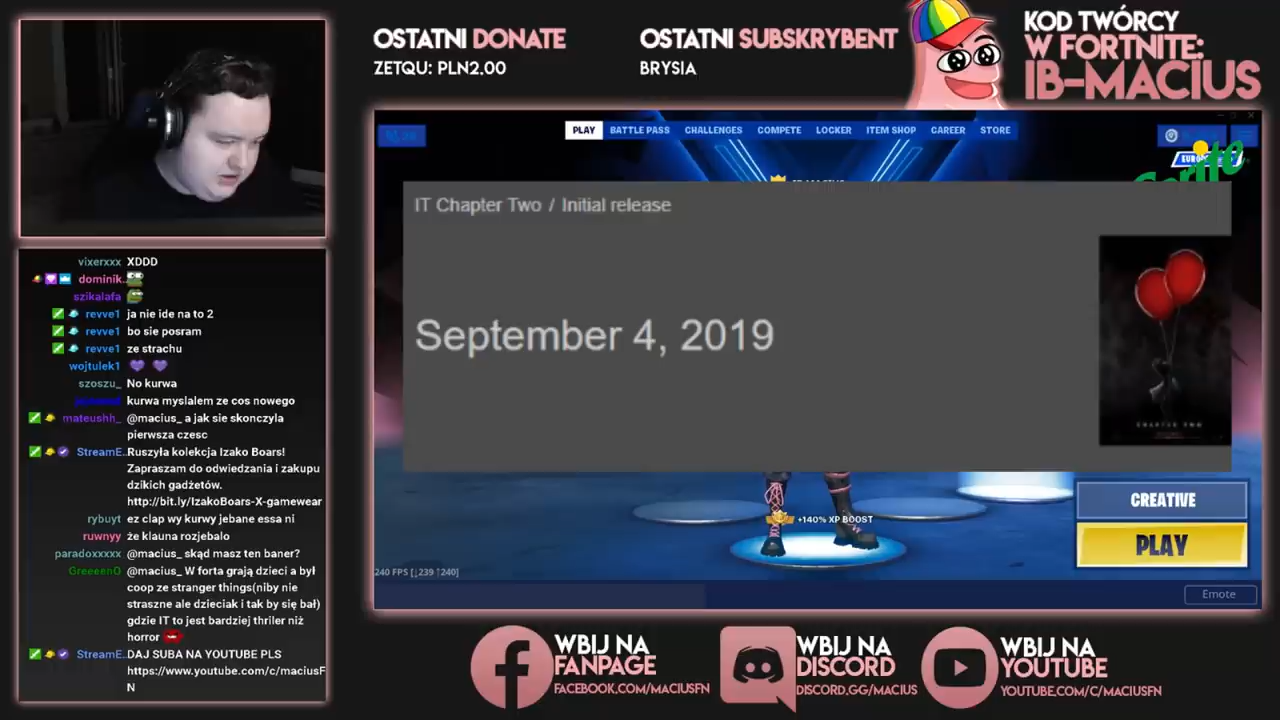 OSTATNI DONATE
ZETQU: PLN2.00
OSTATNI SUBSKRYBENT
BRYSIA
KOD TWÓRCY
W FORTNITE:
IB-MACIUS
PLAY
BATTLE PASS
CHALLENGES
COMPETE
LOCKER
ITEM SHOP
CAREER
STORE
IT Chapter Two / Initial release
September 4, 2019
CHAPTER TWO
+140% XP BOOST
CREATIVE
PLAY
240 FPS [↓239 ↑240]
Emote
vixerxxx XDDD
dominik..
szikalafa
revve1 ja nie ide na to 2
revve1 bo sie posram
revve1 ze strachu
wojtulek1
szoszu_ No kurwa
kurwa myslalem ze cos nowego
mateushh_ @macius_ a jak sie skonczyla
pierwsza czesc
StreamE.. Ruszyła kolekcja Izako Boars!
Zapraszam do odwiedzania i zakupu
dzikich gadżetów.
http://bit.ly/IzakoBoars-X-gamewear
rybuyt ez clap wy kurwy jebane essa ni
ruwnyy że klauna rozjebalo
paradoxxxxx @macius_ skąd masz ten baner?
GreeeenO @macius_ W forta grają dzieci a był
coop ze stranger things(niby nie
straszne ale dzieciak i tak by się bał)
gdzie IT to jest bardziej thriler niż
horror
StreamE.. DAJ SUBA NA YOUTUBE PLS
https://www.youtube.com/c/maciusF
N
WBIJ NA
FANPAGE
FACEBOOK.COM/MACIUSFN
WBIJ NA
DISCORD
DISCORD.GG/MACIUS
WBIJ NA
YOUTUBE
YOUTUBE.COM/C/MACIUSFN